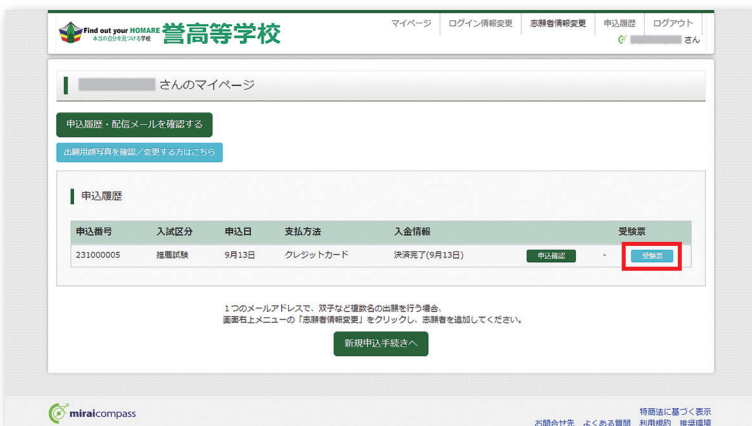 Find out your HOMARE
本当の自分を見つける学校
誉高等学校
マイページ ログイン情報変更 志願者情報変更 申込履歴 ログアウト
さん
さんのマイページ
申込履歴・配信メールを確認する
出願用顔写真を確認／変更する方はこちら
申込履歴
申込番号 入試区分 申込日 支払方法 入金情報 受験票
231000005 推薦試験 9月13日 クレジットカード 決済完了(9月13日) 申込確認 - 受験票
1つのメールアドレスで、双子など複数名の出願を行う場合、
画面右上メニューの「志願者情報変更」をクリックし、志願者を追加してください。
新規申込手続きへ
miraicompass
特商法に基づく表示
お問合せ先 よくある質問 利用規約 推奨環境